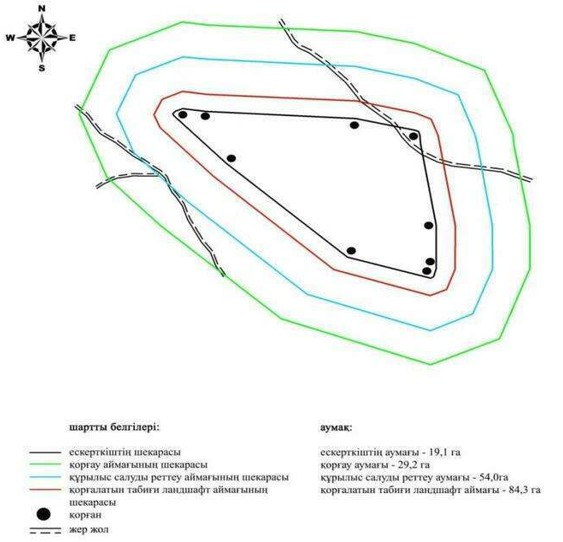 N
W E
S
шартты белгілері: аумақ:
ескерткіштің шекарасы ескерткіштің аумағы - 19,1 га
қорғау аймағының шекарасы қорғау аумағы - 29,2 га
құрылыс салуды реттеу аймағының шекарасы құрылыс салуды реттеу аумағы - 54,0га
қорғалатын табиғи ландшафт аймағының қорғалатын табиғи ландшафт аймағы - 84,3 га
шекарасы
қорған
жер жол